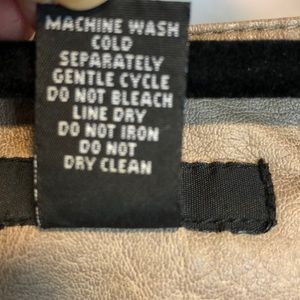 MACHINE WASH
COLD
SEPARATELY
GENTLE CYCLE
DO NOT BLEACH
LINE DRY
DO NOT IRON
DO NOT
DRY CLEAN